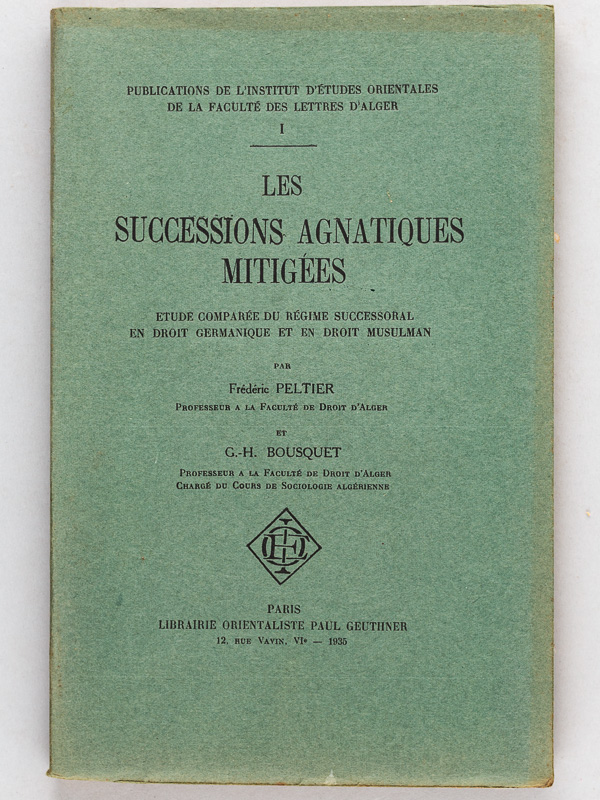 PUBLICATIONS DE L'INSTITUT D'ÉTUDES ORIENTALES
DE LA FACULTÉ DES LETTRES D'ALGER
I
LES
SUCCESSIONS AGNATIQUES
MITIGÉES
ETUDE COMPARÉE DU RÉGIME SUCCESSORAL
EN DROIT GERMANIQUE ET EN DROIT MUSULMAN
PAR
Frédéric PELTIER
PROFESSEUR A LA FACULTÉ DE DROIT D'ALGER
ET
G.-H. BOUSQUET
PROFESSEUR A LA FACULTÉ DE DROIT D'ALGER
CHARGÉ DU COURS DE SOCIOLOGIE ALGÉRIENNE
PARIS
LIBRAIRIE ORIENTALISTE PAUL GEUTHNER
12, RUE VAVIN, VIe — 1935